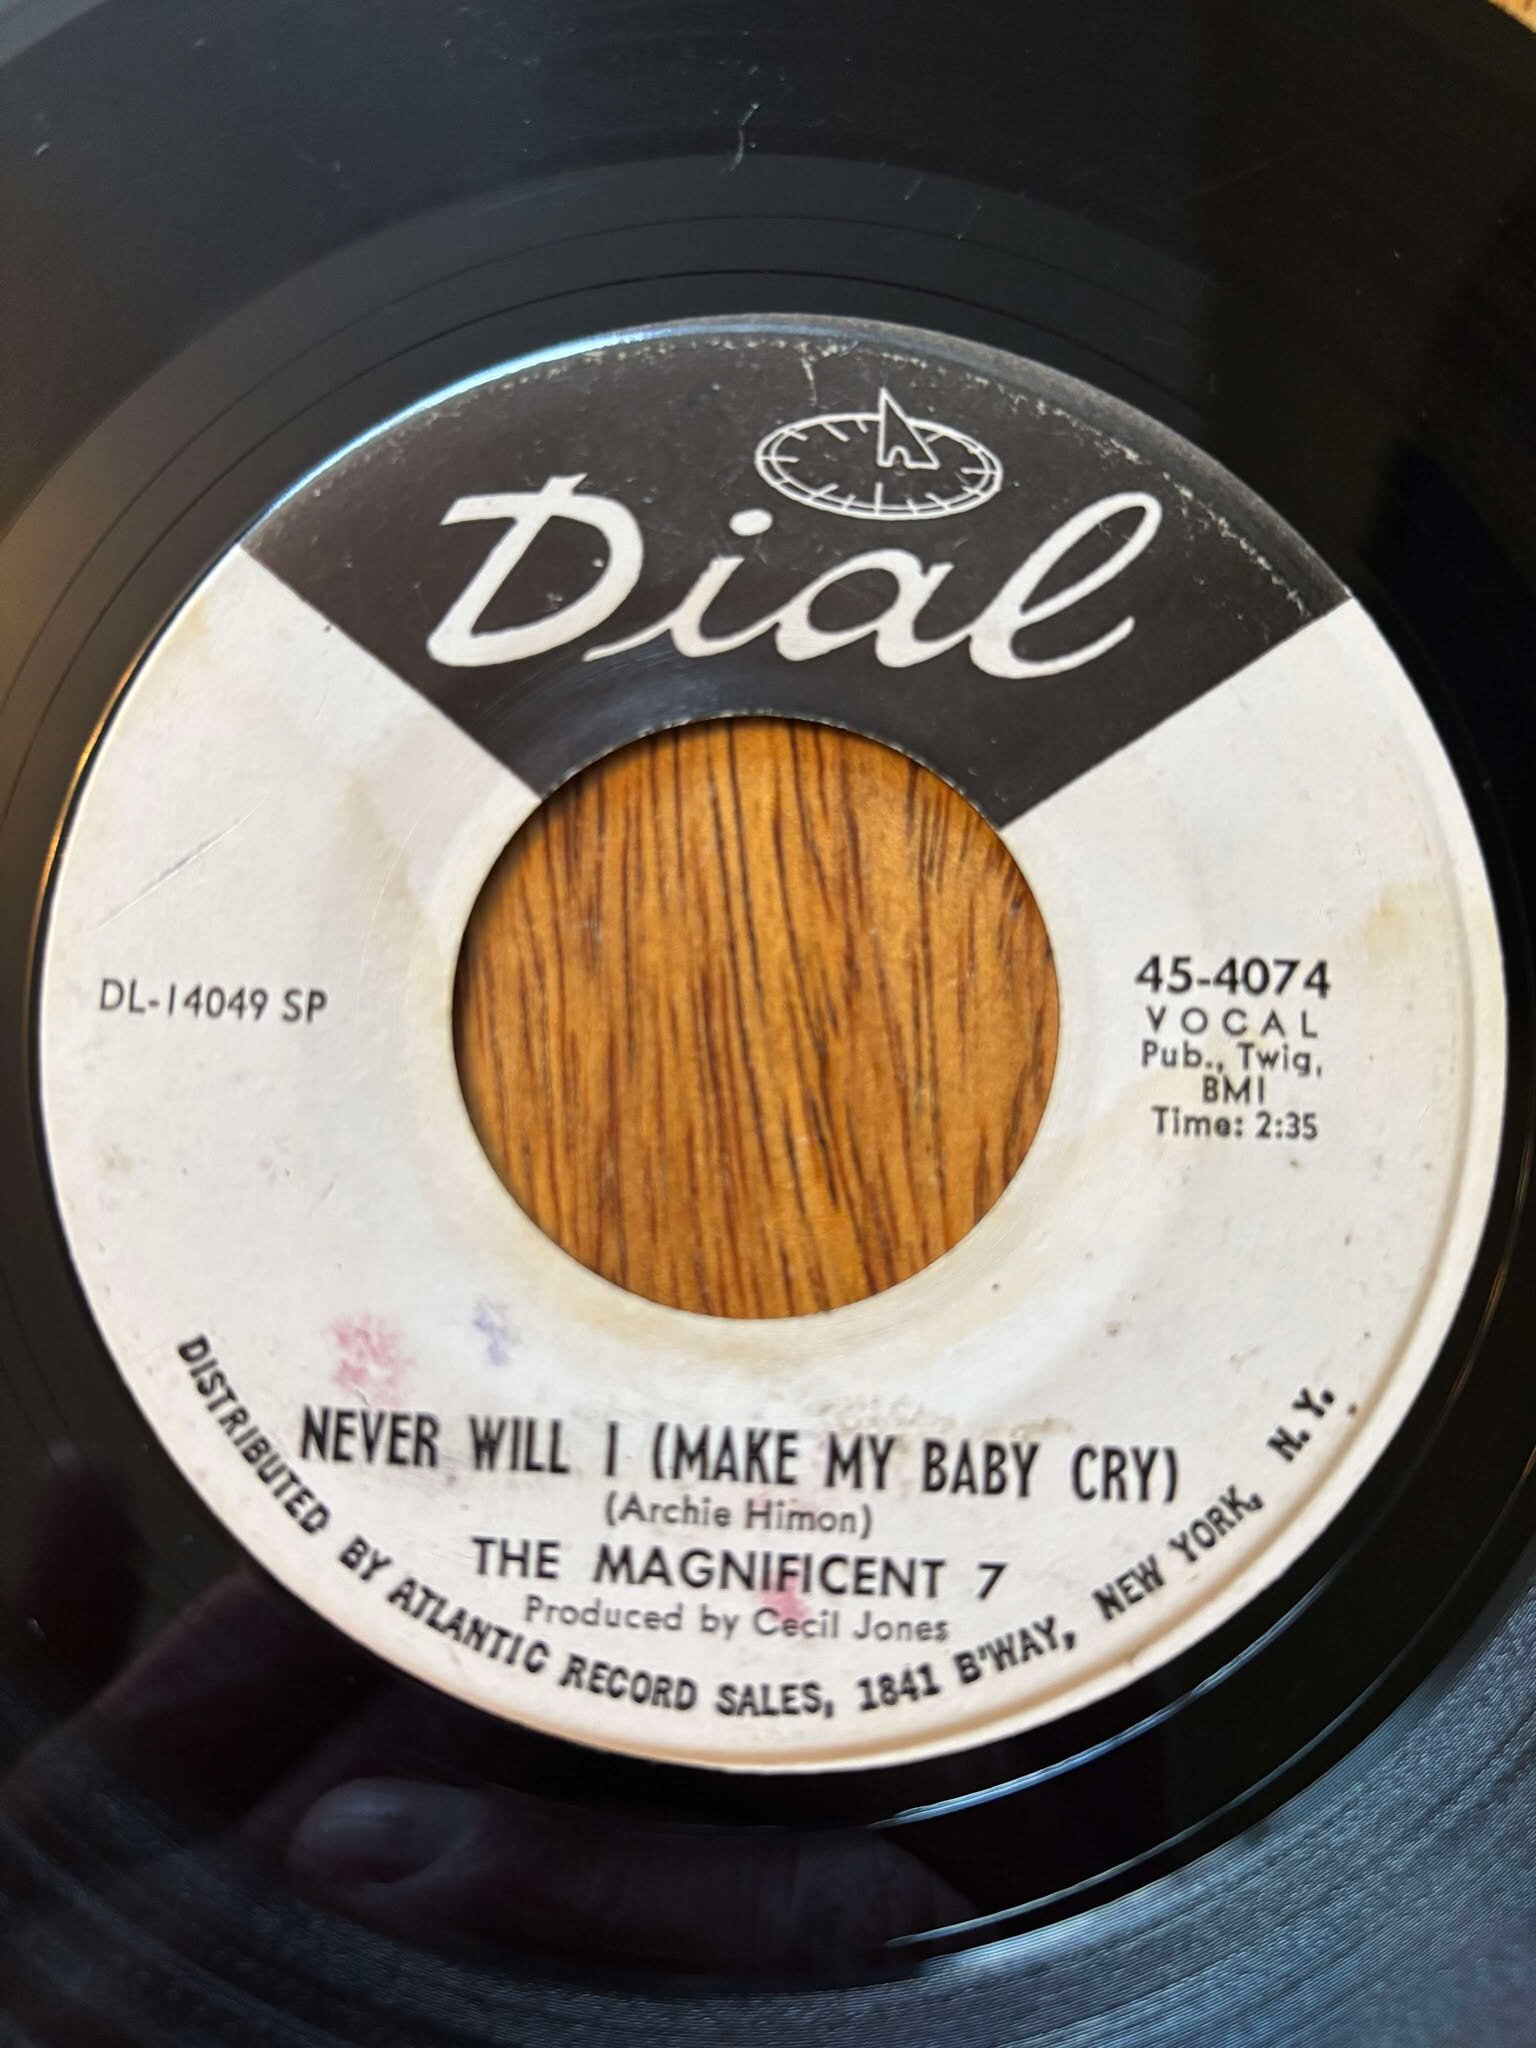 Dial
DL-14049 SP
45-4074
VOCAL
Pub., Twig,
BMI
Time: 2:35
NEVER WILL I (MAKE MY BABY CRY)
(Archie Himon)
THE MAGNIFICENT 7
Produced by Cecil Jones
DISTRIBUTED BY ATLANTIC RECORD SALES, 1841 B'WAY, NEW YORK, N.Y.